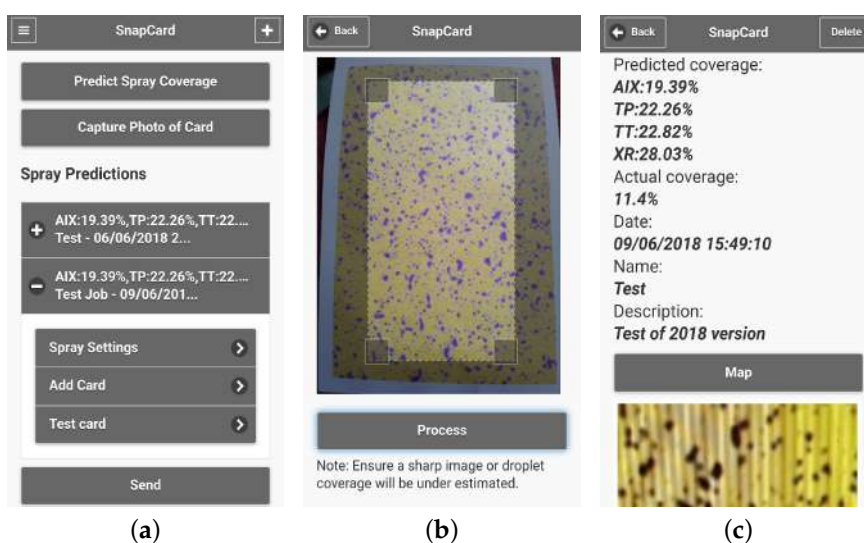 SnapCard
Predict Spray Coverage
Capture Photo of Card
Spray Predictions
AIX:19.39%,TP:22.26%,TT:22....
Test - 06/06/2018 2...
AIX:19.39%,TP:22.26%,TT:22....
Test Job - 09/06/201...
Spray Settings
Add Card
Test card
Send
(a)
Back
SnapCard
Process
Note: Ensure a sharp image or droplet
coverage will be under estimated.
(b)
Back
SnapCard
Delete
Predicted coverage:
AIX:19.39%
TP:22.26%
TT:22.82%
XR:28.03%
Actual coverage:
11.4%
Date:
09/06/2018 15:49:10
Name:
Test
Description:
Test of 2018 version
Map
(c)